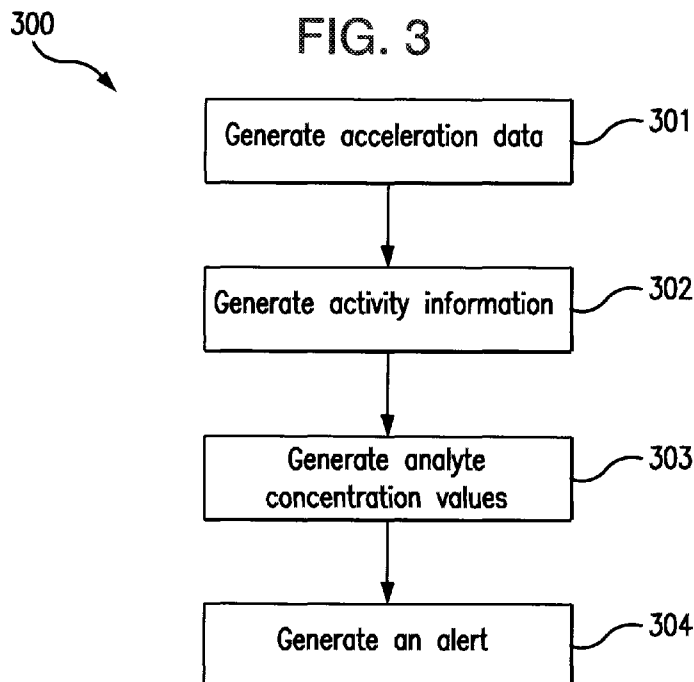 300
FIG. 3
Generate acceleration data
301
Generate activity information
302
Generate analyte
concentration values
303
Generate an alert
304